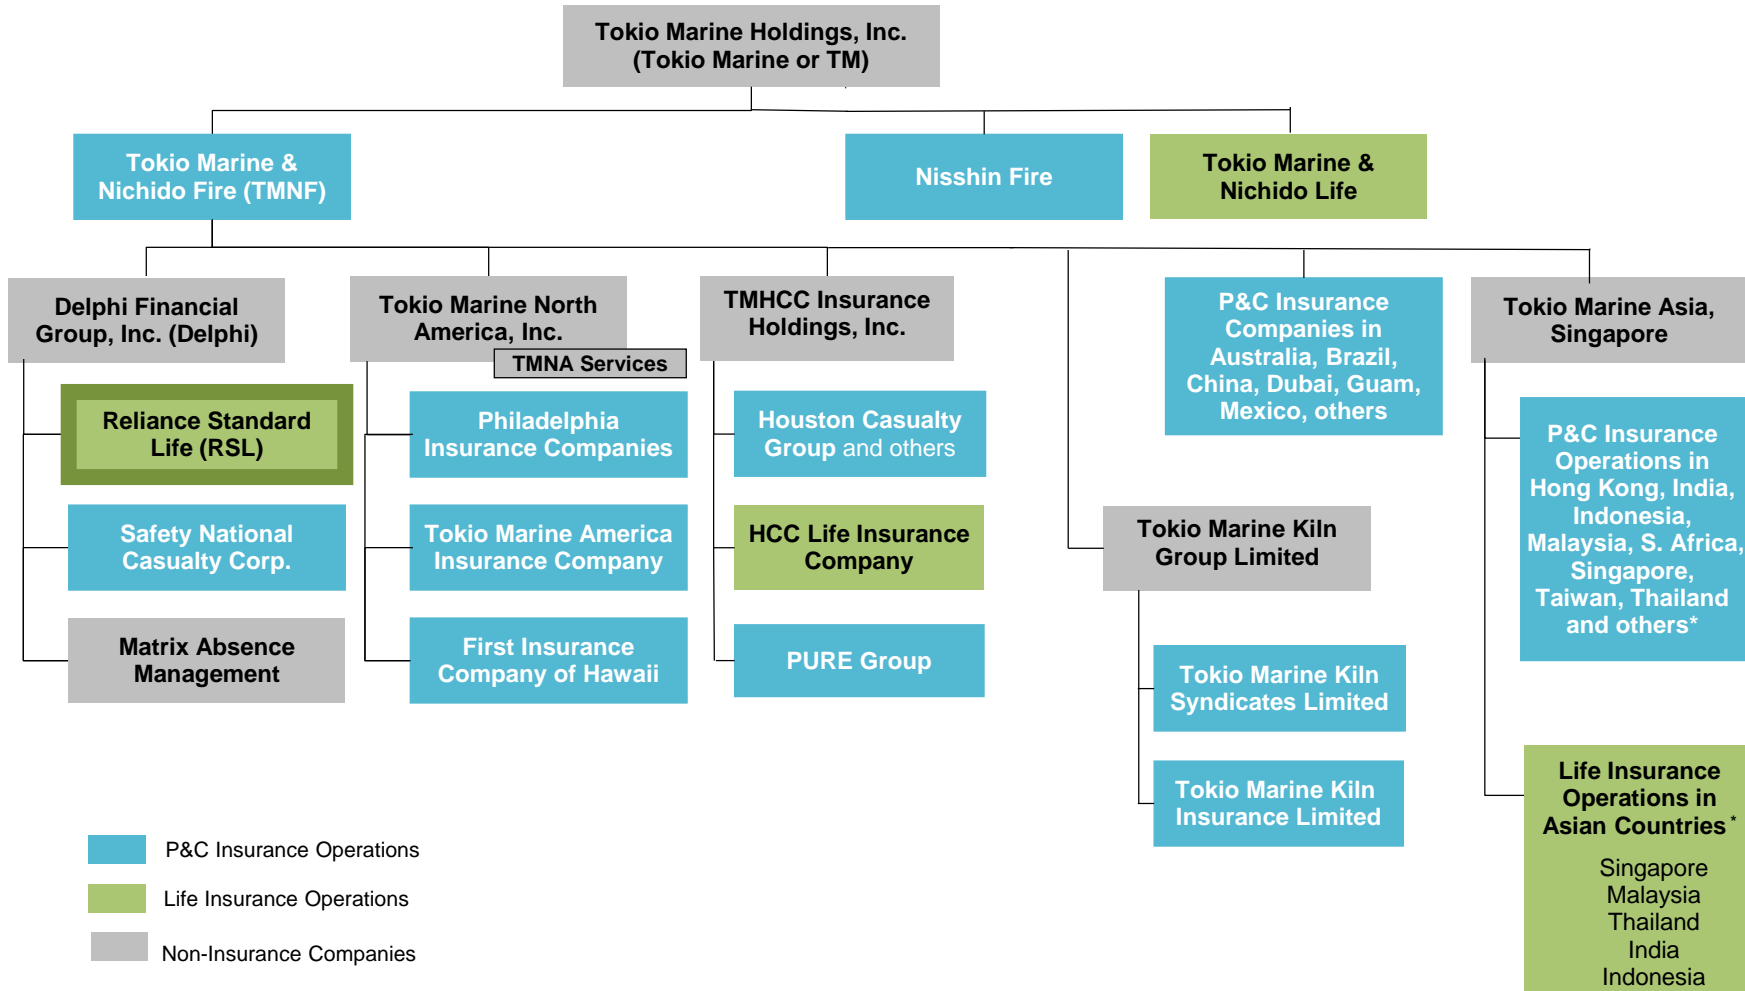 Tokio Marine Holdings, Inc.
(Tokio Marine or TM)
Tokio Marine &
Nichido Fire (TMNF)
Nisshin Fire
Tokio Marine &
Nichido Life
Delphi Financial
Group, Inc. (Delphi)
Tokio Marine North
America, Inc.
TMNA Services
TMHCC Insurance
Holdings, Inc.
P&C Insurance
Companies in
Australia, Brazil,
China, Dubai, Guam,
Mexico, others
Tokio Marine Asia,
Singapore
Reliance Standard
Life (RSL)
Philadelphia
Insurance Companies
Houston Casualty
Group and others
P&C Insurance
Operations in
Hong Kong, India,
Indonesia,
Malaysia, S. Africa,
Singapore,
Taiwan, Thailand
and others*
Safety National
Casualty Corp.
Tokio Marine America
Insurance Company
HCC Life Insurance
Company
Tokio Marine Kiln
Group Limited
Matrix Absence
Management
First Insurance
Company of Hawaii
PURE Group
Tokio Marine Kiln
Syndicates Limited
Tokio Marine Kiln
Insurance Limited
Life Insurance
Operations in
Asian Countries*
Singapore
Malaysia
Thailand
India
Indonesia
P&C Insurance Operations
Life Insurance Operations
Non-Insurance Companies